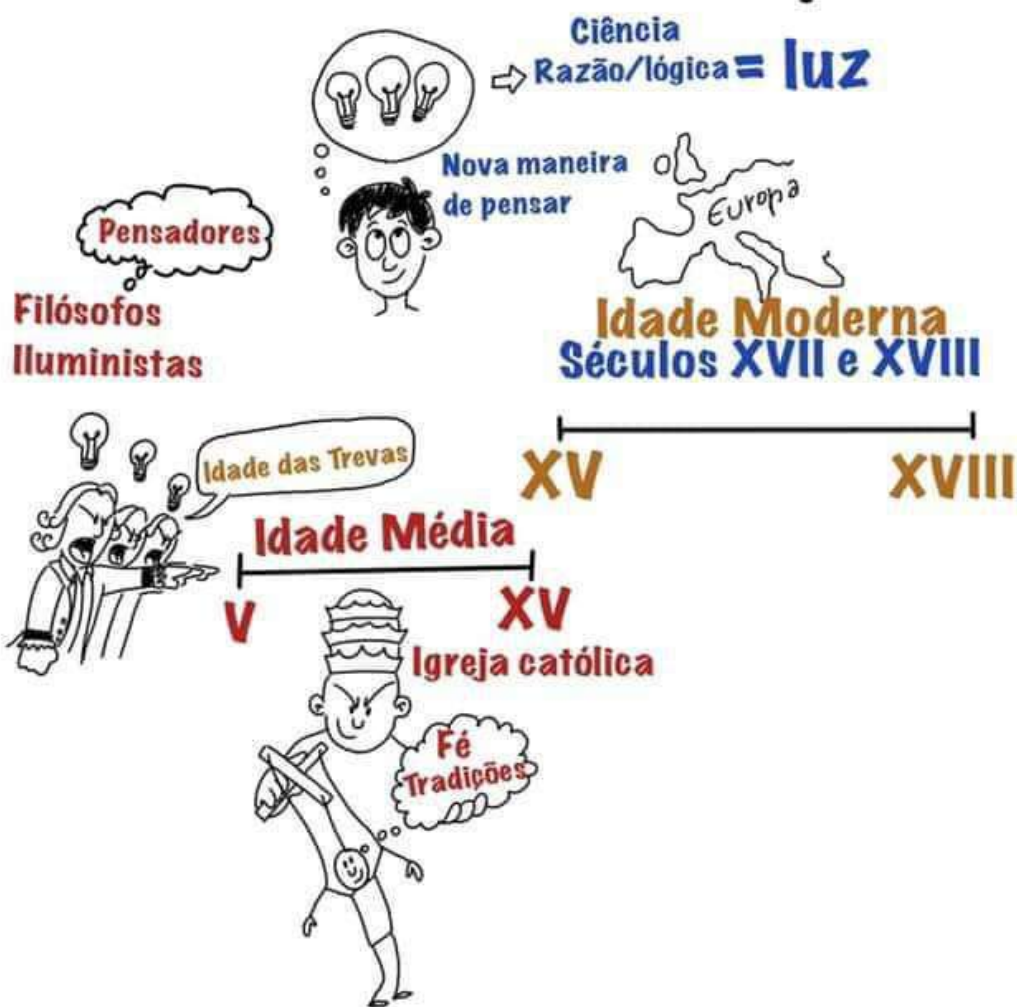 Ciência
Razão/lógica = luz
Nova maneira
de pensar
Europa
Pensadores
Filósofos
Iluministas
Idade Moderna
Séculos XVII e XVIII
XV
XVIII
Idade das Trevas
Idade Média
V
XV
Igreja católica
Fé
Tradições